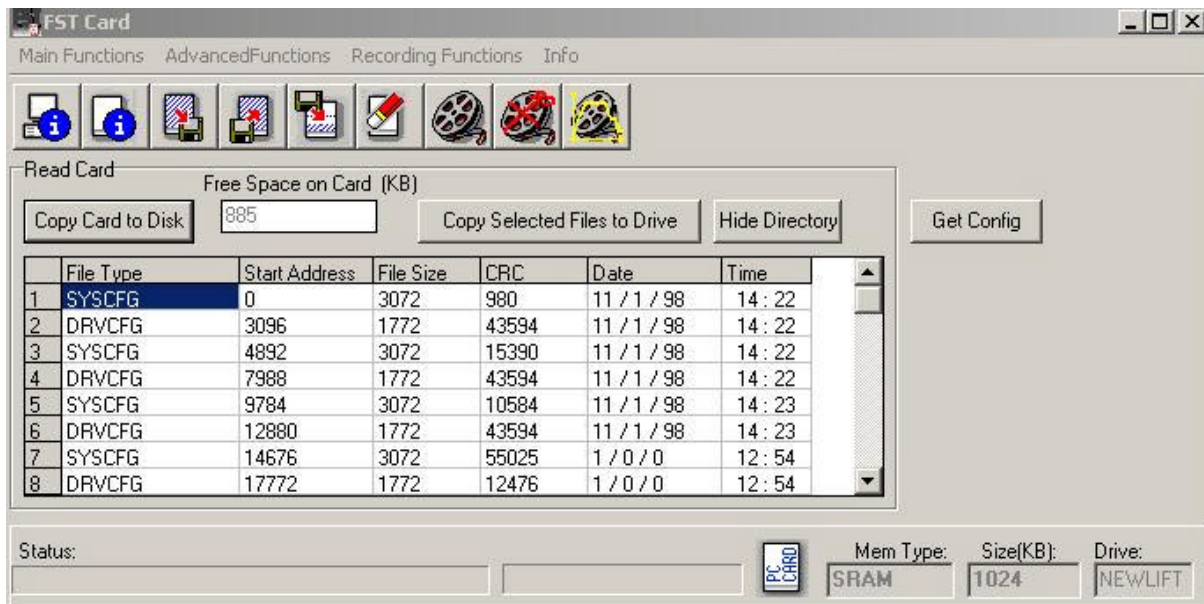 FST Card
Main Functions AdvancedFunctions Recording Functions Info
Read Card
Free Space on Card (KB)
Copy Card to Disk 885 Copy Selected Files to Drive Hide Directory Get Config
File Type Start Address File Size CRC Date Time
1 SYSCFG 0 3072 980 11 / 1 / 98 14 : 22
2 DRVCFG 3096 1772 43594 11 / 1 / 98 14 : 22
3 SYSCFG 4892 3072 15390 11 / 1 / 98 14 : 22
4 DRVCFG 7988 1772 43594 11 / 1 / 98 14 : 22
5 SYSCFG 9784 3072 10584 11 / 1 / 98 14 : 23
6 DRVCFG 12880 1772 43594 11 / 1 / 98 14 : 23
7 SYSCFG 14676 3072 55025 1 / 0 / 0 12 : 54
8 DRVCFG 17772 1772 12476 1 / 0 / 0 12 : 54
Status: PC CARD Mem Type: Size(KB): Drive:
SRAM 1024 NEWLIFT